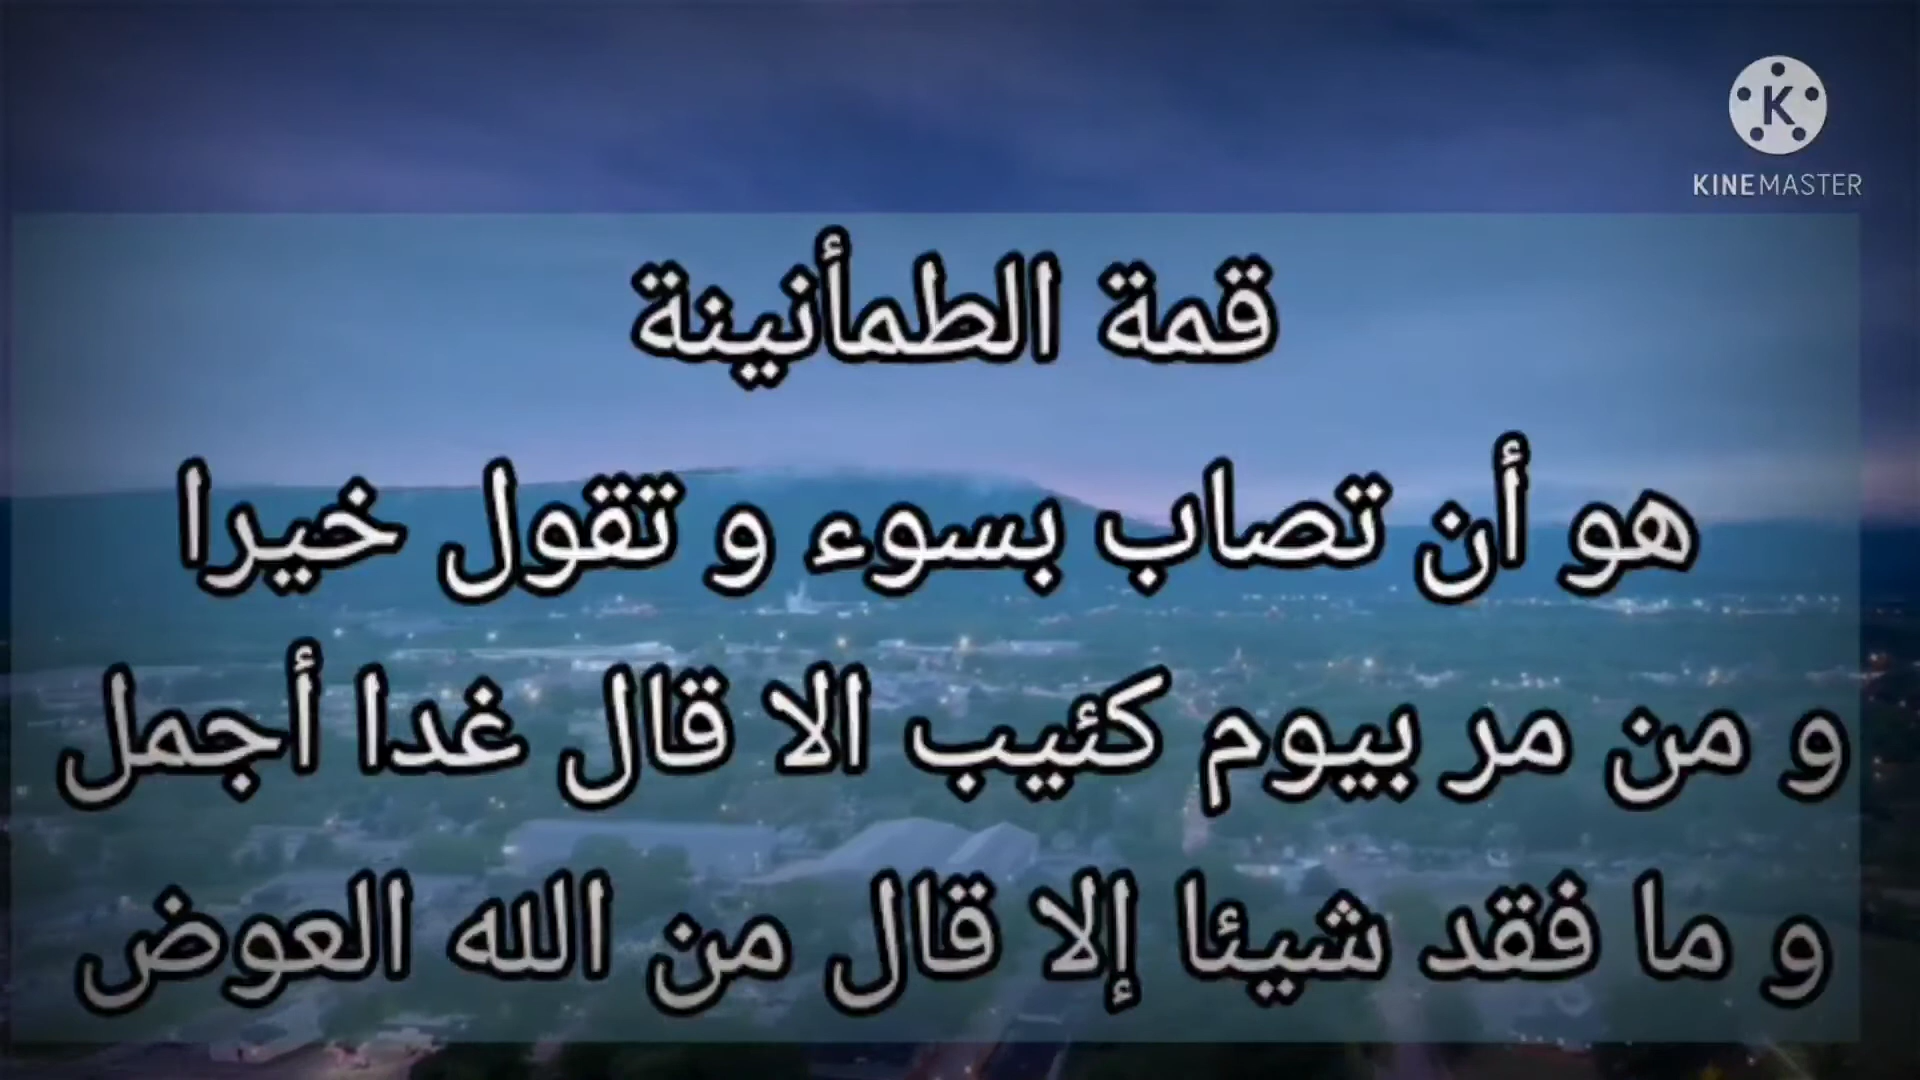 KINEMASTER
قمة الطمأنينة
هو أن تصاب بسوء و تقول خيرا
و من مر بيوم كئيب الا قال غدا أجمل
و ما فقد شيئا إلا قال من الله العوض